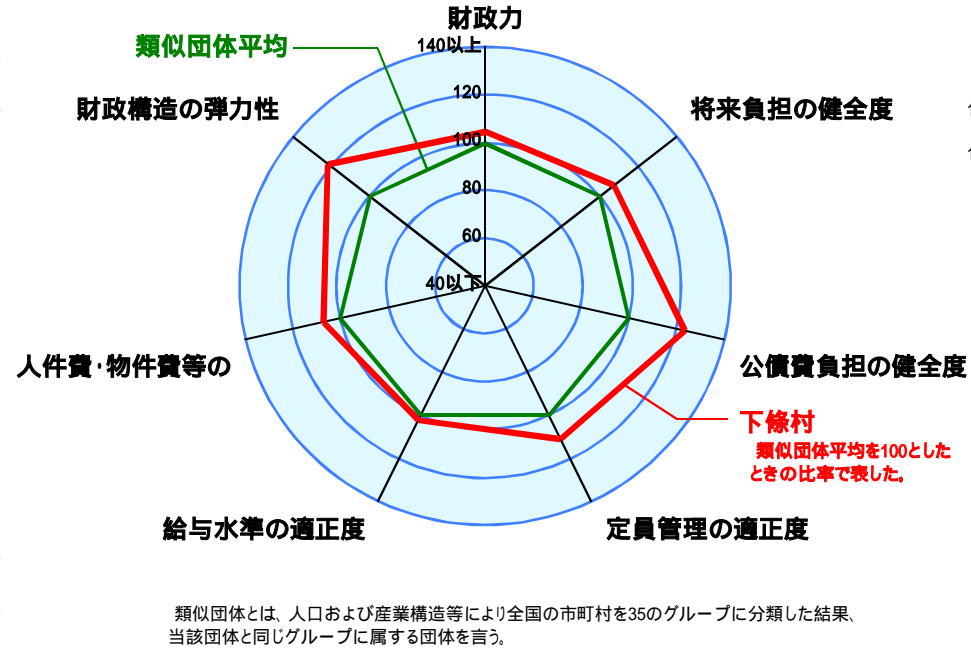 財政力
類似団体平均
140以上
120
100
80
60
40以下
財政構造の弾力性
将来負担の健全度
人件費・物件費等の
公債費負担の健全度
下條村
類似団体平均を100とした
ときの比率で表した。
給与水準の適正度
定員管理の適正度
類似団体とは、人口および産業構造等により全国の市町村を35のグループに分類した結果、
当該団体と同じグループに属する団体を言う。